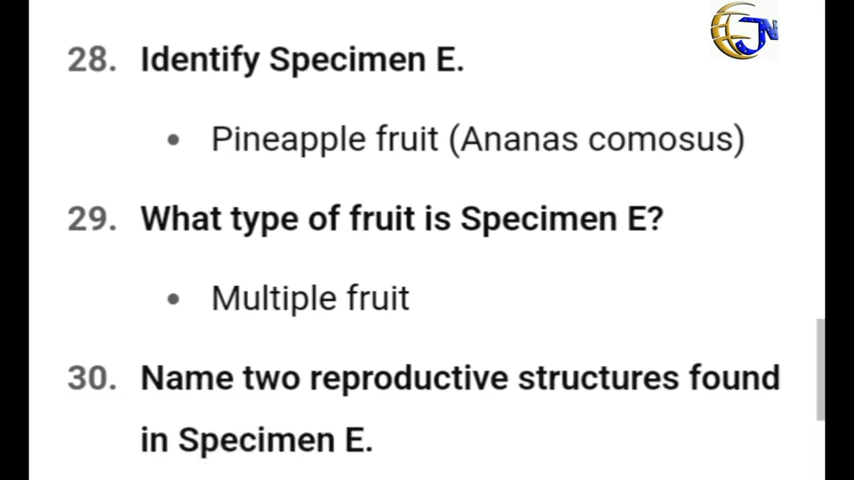 28. Identify Specimen E.
• Pineapple fruit (Ananas comosus)
29. What type of fruit is Specimen E?
• Multiple fruit
30. Name two reproductive structures found
in Specimen E.
JN